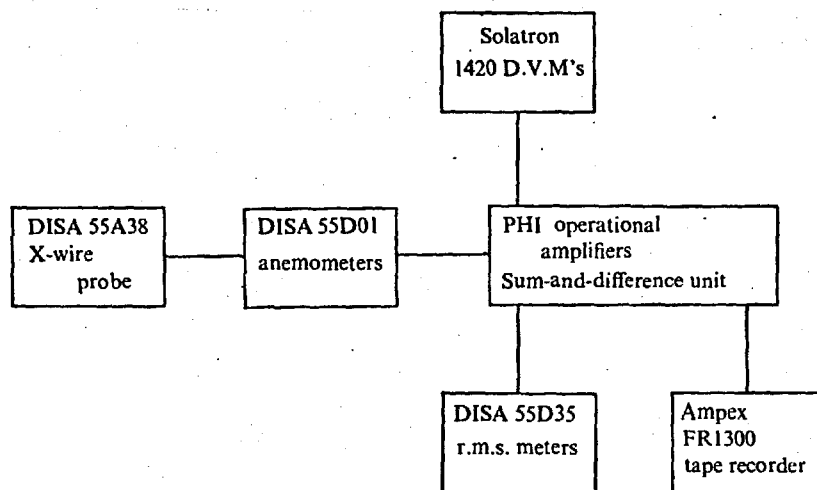 Solatron
1420 D.V.M's
DISA 55A38
X-wire
probe
DISA 55D01
anemometers
PHI operational
amplifiers
Sum-and-difference unit
DISA 55D35
r.m.s. meters
Ampex
FR1300
tape recorder